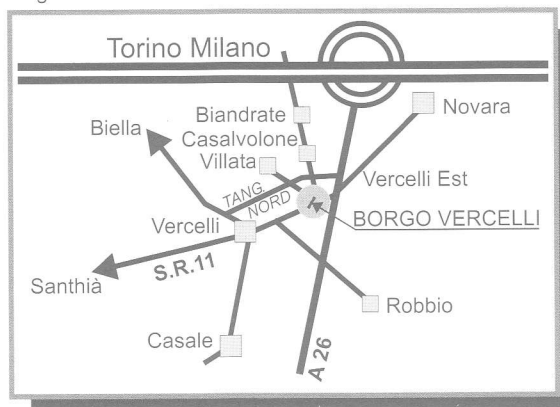 Torino Milano
Biandrate
Novara
Biella
Casalvolone
Villata
TANG.
NORD
Vercelli Est
Vercelli
BORGO VERCELLI
S.R.11
Santhià
Robbio
Casale
A 26